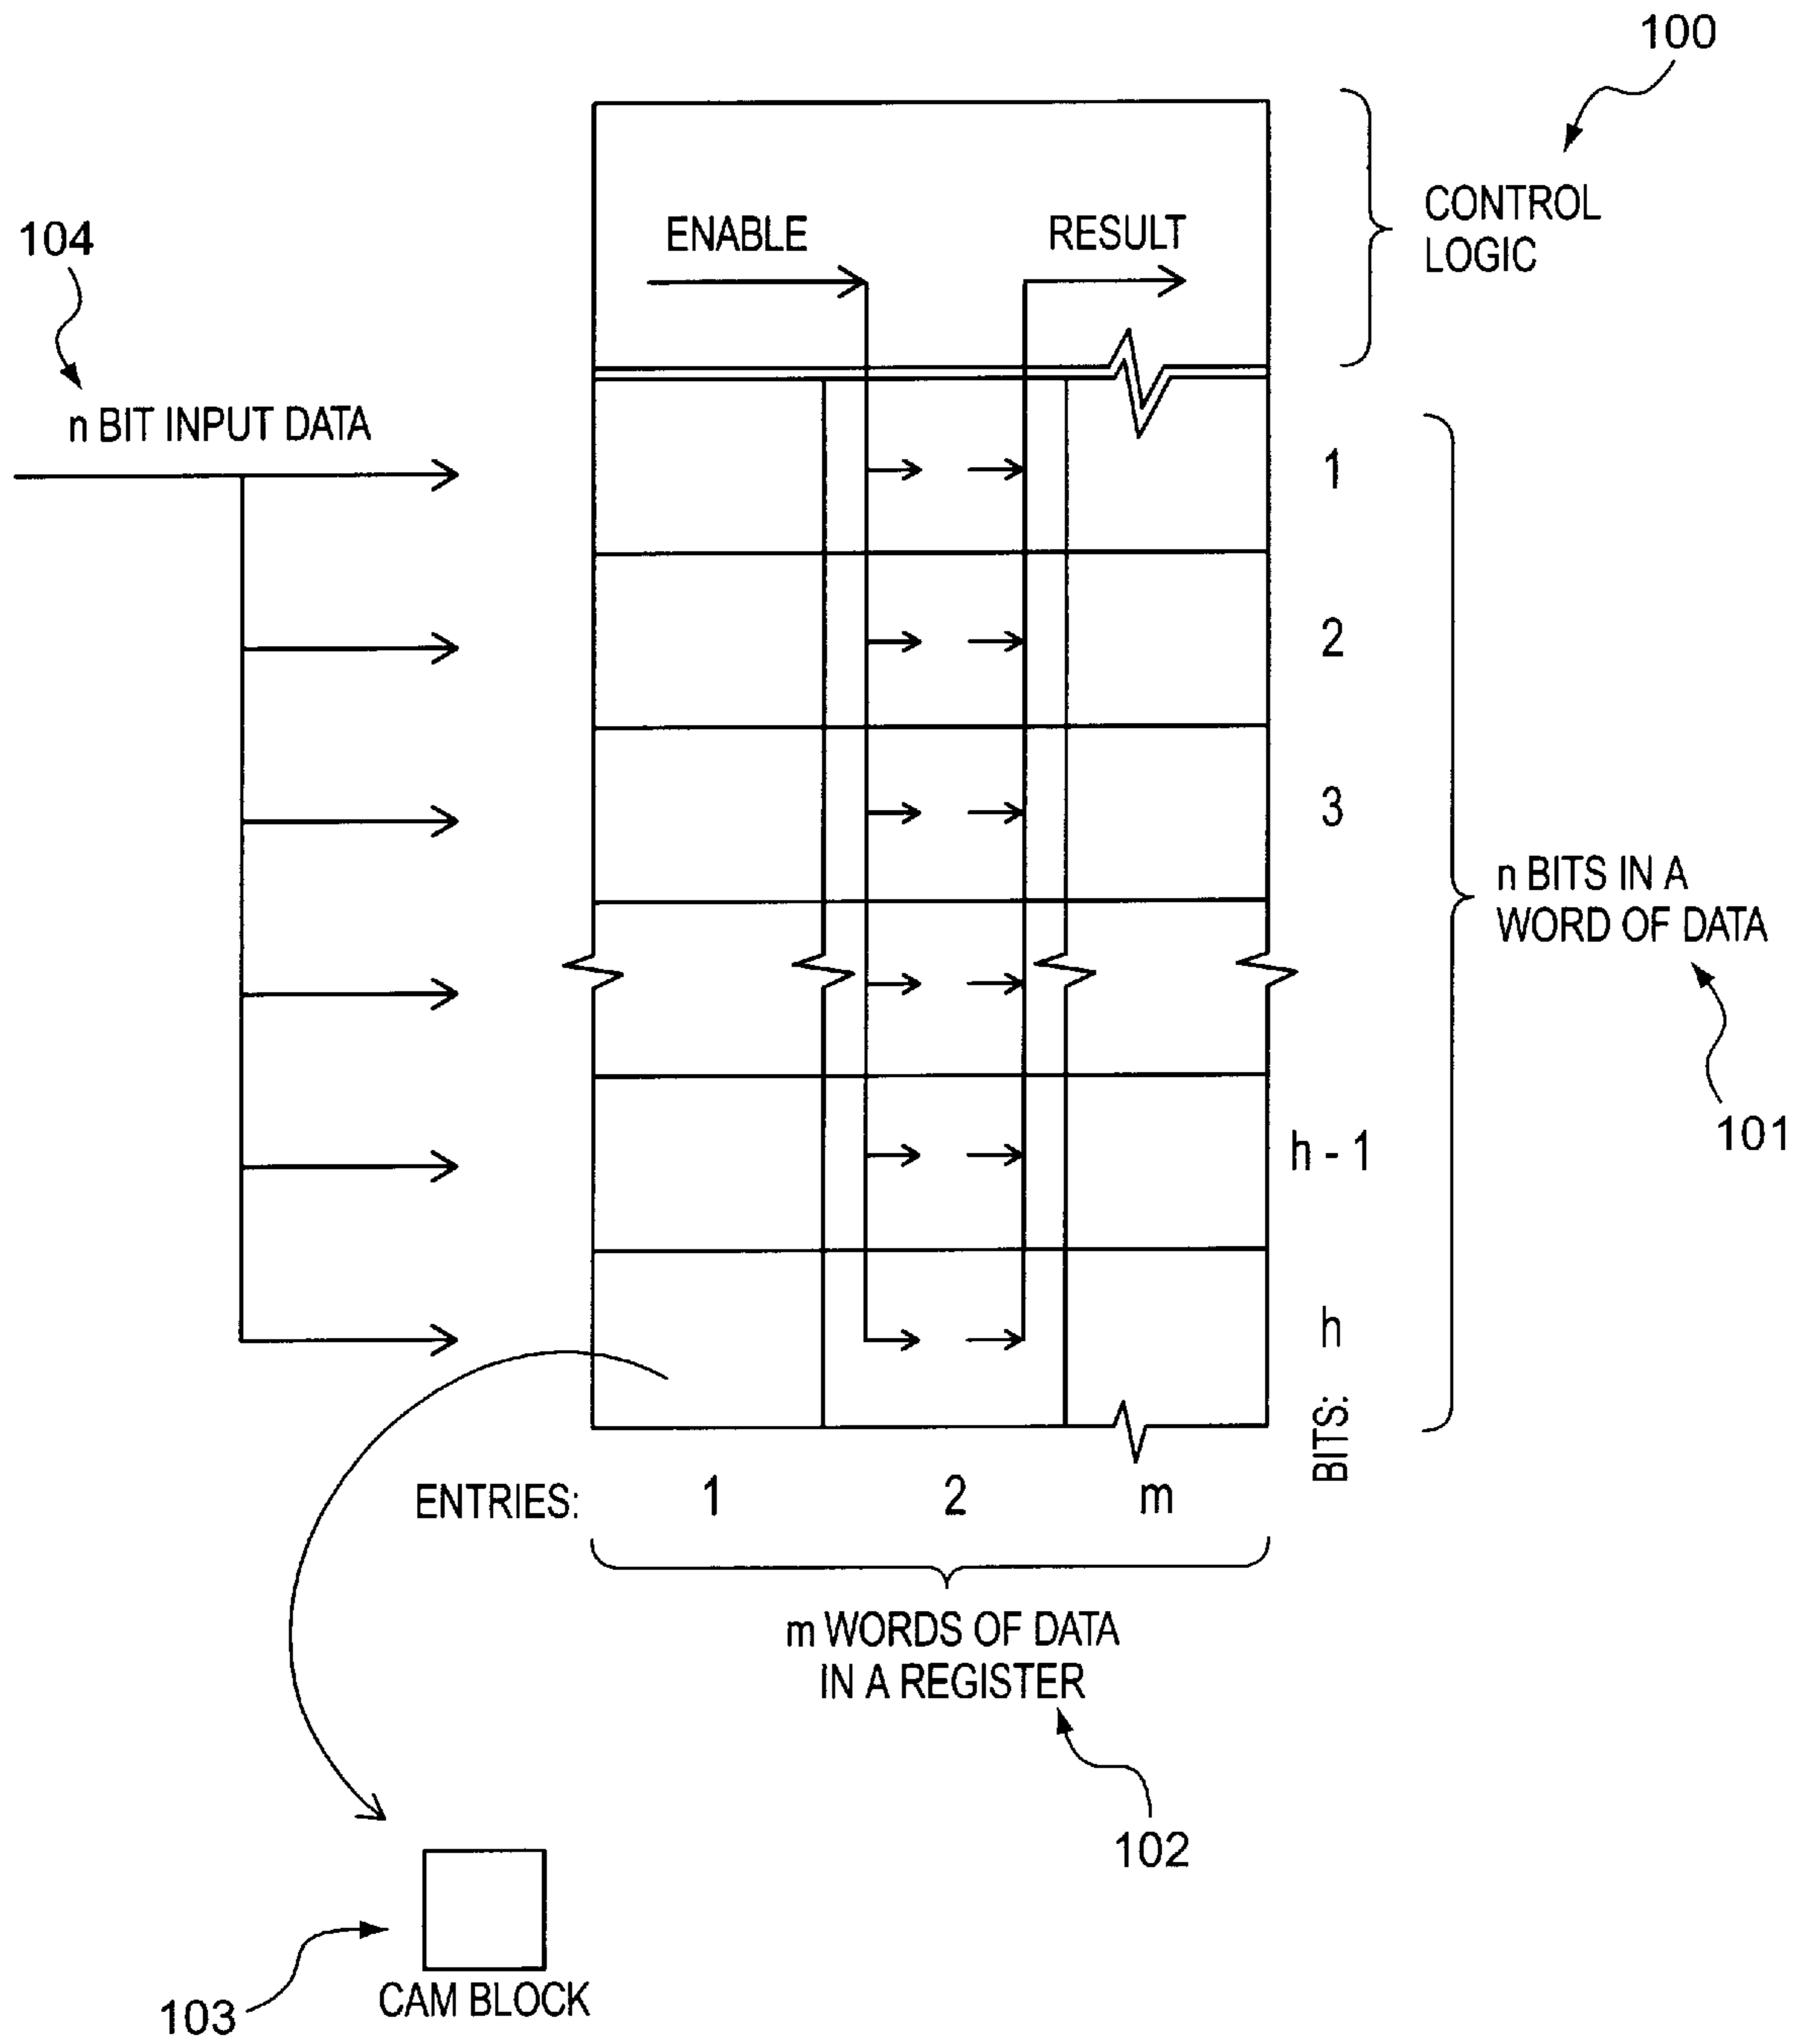 100
CONTROL
LOGIC
ENABLE
RESULT
104
n BIT INPUT DATA
1
2
3
n BITS IN A
WORD OF DATA
101
h - 1
h
BITS:
ENTRIES: 1 2 m
m WORDS OF DATA
IN A REGISTER
102
103
CAM BLOCK